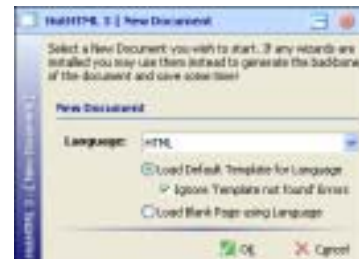 HotHTML 3 | New Document
Select a New Document you wish to start. If any wizards are
installed you may use them instead to generate the backbone
of the document and save some time!
New Document
Language: HTML
Load Default Template for Language
Ignore 'Template not found' Errors
Load Blank Page using Language
OK Cancel